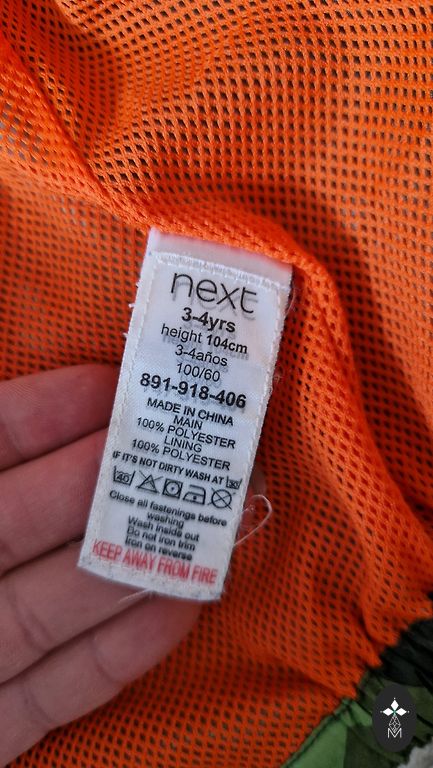 next
3-4yrs
height 104cm
3-4años
100/60
891-918-406
MADE IN CHINA
MAIN
100% POLYESTER
LINING
100% POLYESTER
IF IT'S NOT DIRTY WASH AT 30
40
Close all fastenings before
washing
Wash inside out
Do not iron trim
Iron on reverse
KEEP AWAY FROM FIRE
M